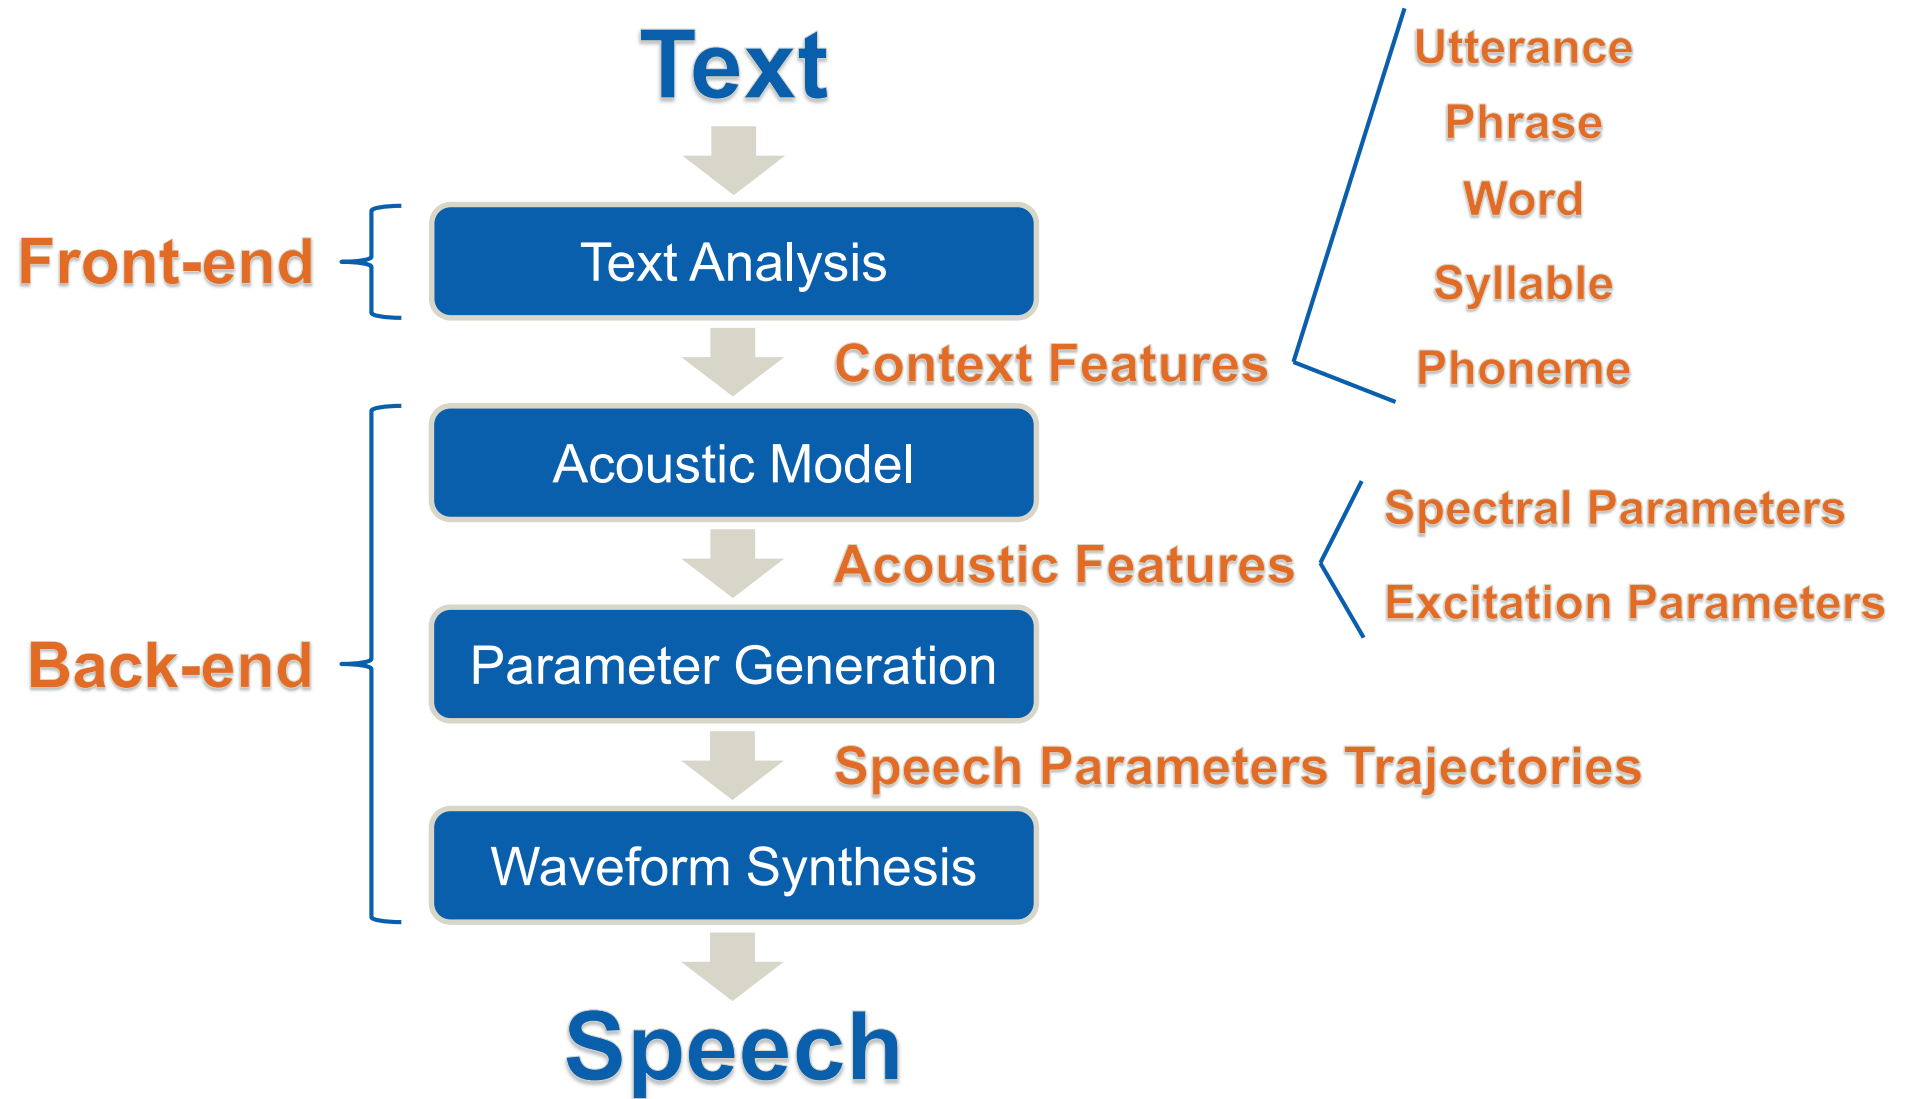 Text
Utterance
Phrase
Word
Syllable
Phoneme
Front-end
Text Analysis
Context Features
Acoustic Model
Spectral Parameters
Acoustic Features
Excitation Parameters
Back-end
Parameter Generation
Speech Parameters Trajectories
Waveform Synthesis
Speech